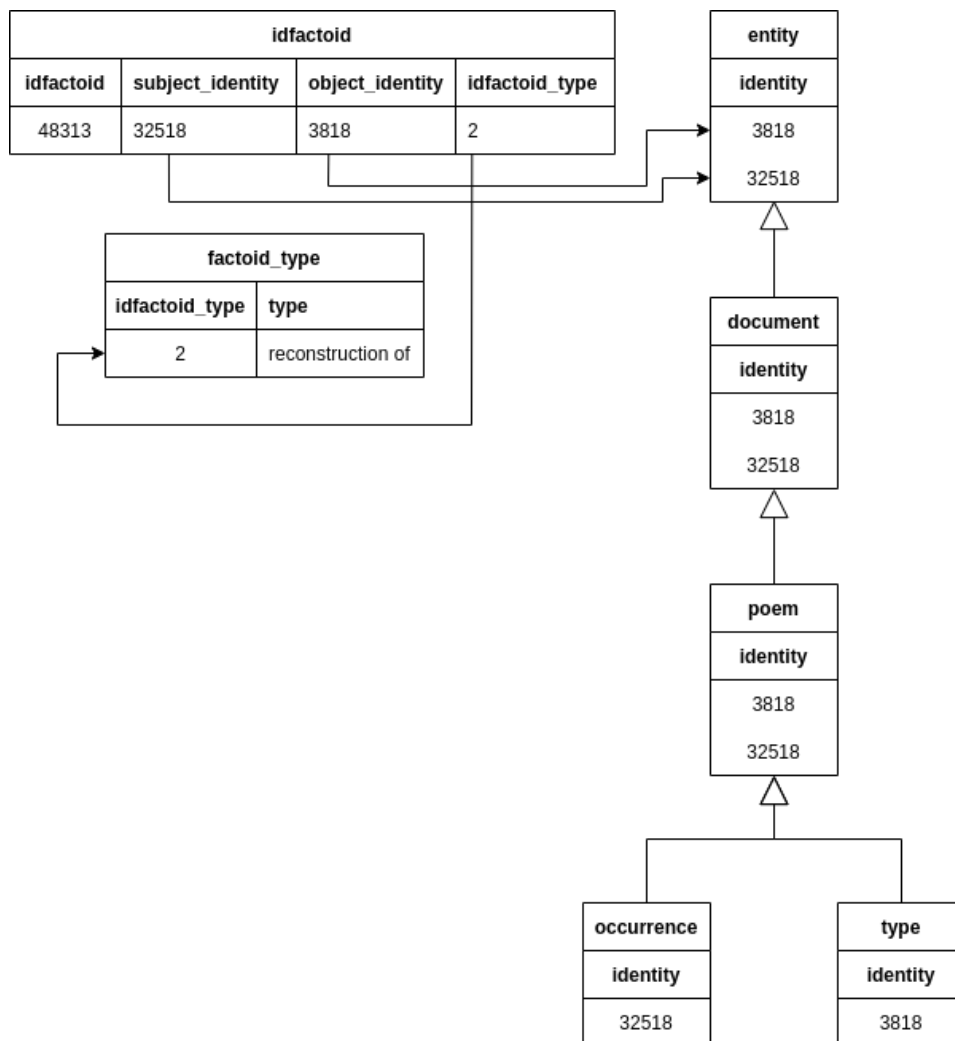 idfactoid
idfactoid subject_identity object_identity idfactoid_type
48313 32518 3818 2
entity
identity
3818
32518
factoid_type
idfactoid_type type
2 reconstruction of
document
identity
3818
32518
poem
identity
3818
32518
occurrence
identity
32518
type
identity
3818